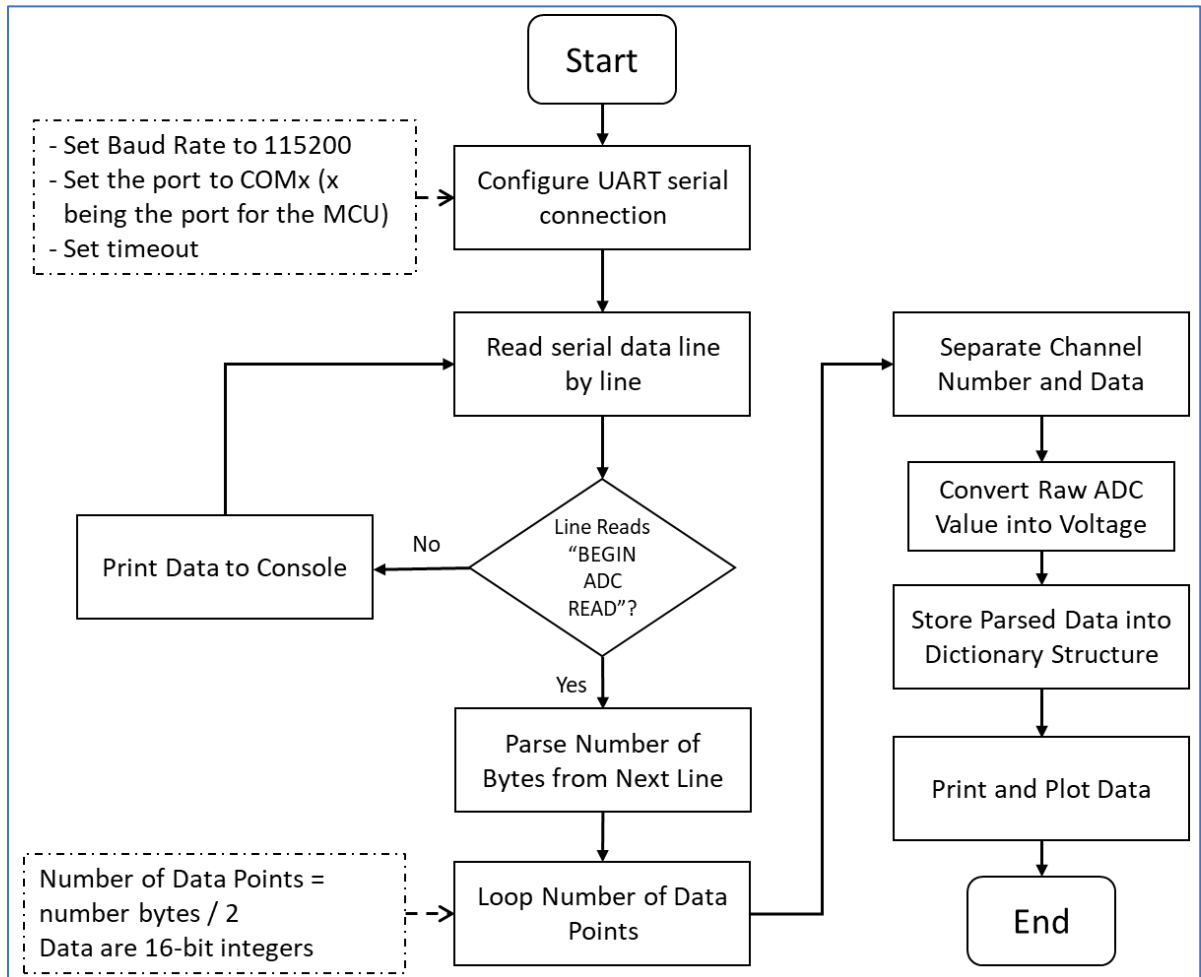 Start
- Set Baud Rate to 115200
- Set the port to COMx (x
being the port for the MCU)
- Set timeout
Configure UART serial
connection
Read serial data line
by line
Line Reads
“BEGIN
ADC
READ”?
No
Print Data to Console
Yes
Parse Number of
Bytes from Next Line
Number of Data Points =
number bytes / 2
Data are 16-bit integers
Loop Number of Data
Points
Separate Channel
Number and Data
Convert Raw ADC
Value into Voltage
Store Parsed Data into
Dictionary Structure
Print and Plot Data
End